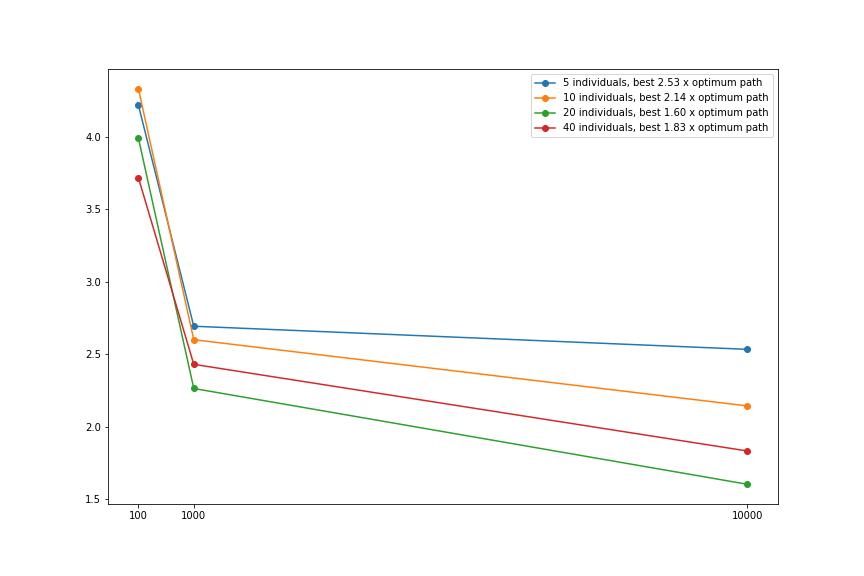 5 individuals, best 2.53 x optimum path
10 individuals, best 2.14 x optimum path
20 individuals, best 1.60 x optimum path
40 individuals, best 1.83 x optimum path
4.0
3.5
3.0
2.5
2.0
1.5
100 1000 10000